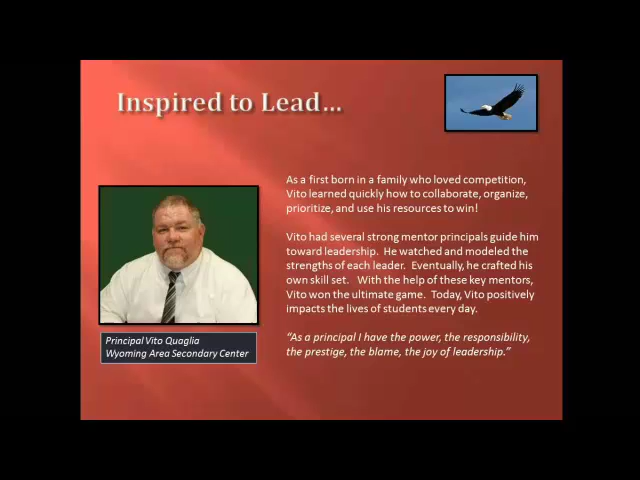 Inspired to Lead...
As a first born in a family who loved competition,
Vito learned quickly how to collaborate, organize,
prioritize, and use his resources to win!
Vito had several strong mentor principals guide him
toward leadership. He watched and modeled the
strengths of each leader. Eventually, he crafted his
own skill set. With the help of these key mentors,
Vito won the ultimate game. Today, Vito positively
impacts the lives of students every day.
“As a principal I have the power, the responsibility,
the prestige, the blame, the joy of leadership.”
Principal Vito Quaglia
Wyoming Area Secondary Center